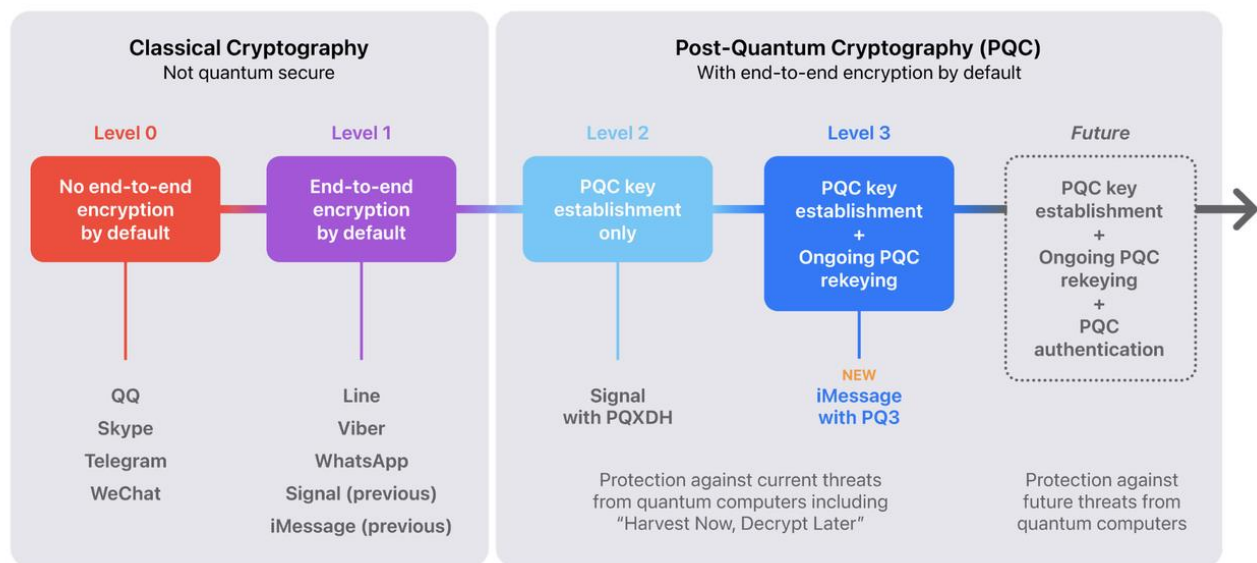 Classical Cryptography
Not quantum secure
Level 0
No end-to-end
encryption
by default
QQ
Skype
Telegram
WeChat
Level 1
End-to-end
encryption
by default
Line
Viber
WhatsApp
Signal (previous)
iMessage (previous)
Post-Quantum Cryptography (PQC)
With end-to-end encryption by default
Level 2
PQC key
establishment
only
Signal
with PQXDH
Level 3
PQC key
establishment
+
Ongoing PQC
rekeying
NEW
iMessage
with PQ3
Protection against current threats
from quantum computers including
“Harvest Now, Decrypt Later”
Future
PQC key
establishment
+
Ongoing PQC
rekeying
+
PQC
authentication
Protection against
future threats from
quantum computers